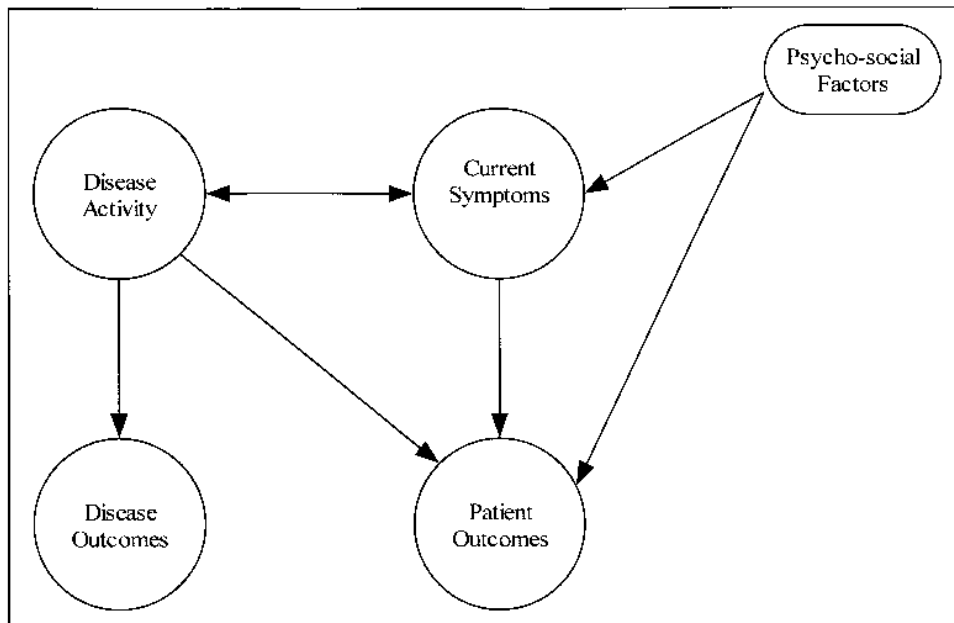 Psycho-social
Factors
Disease
Activity
Current
Symptoms
Disease
Outcomes
Patient
Outcomes